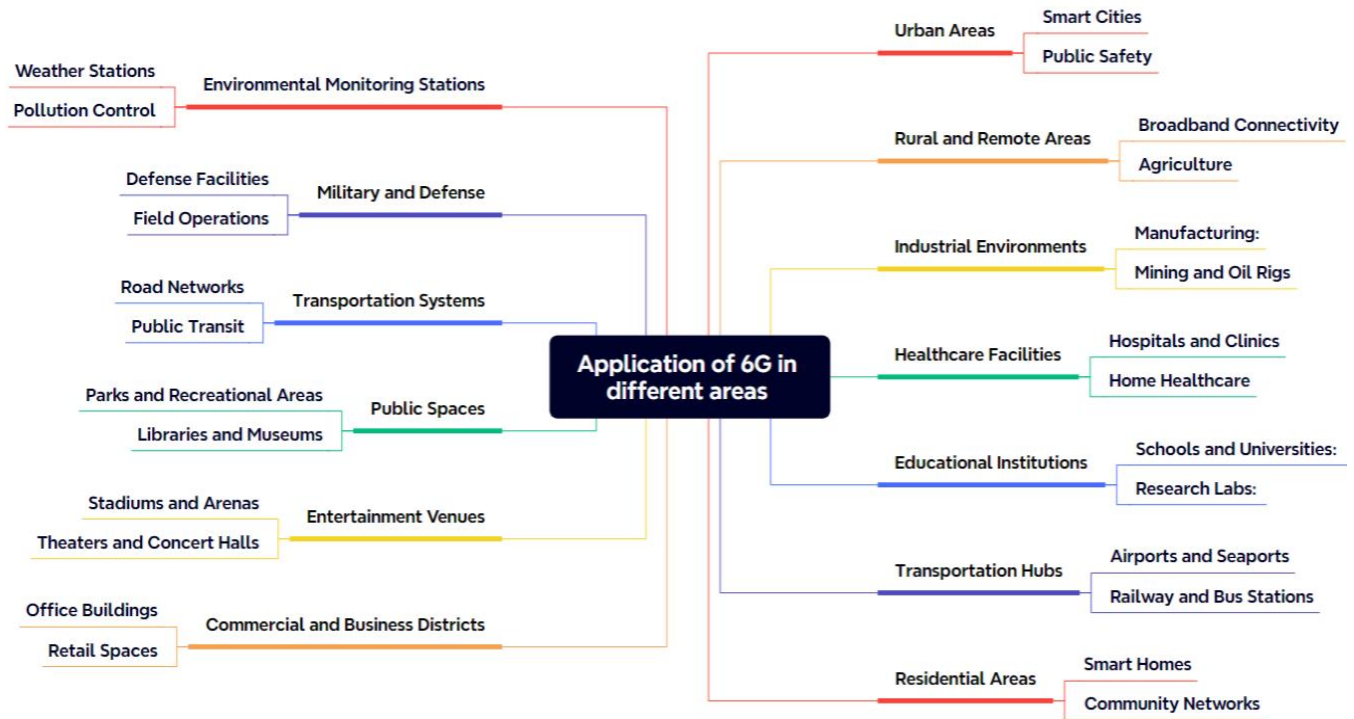 Application of 6G in
different areas
Urban Areas
Smart Cities
Public Safety
Rural and Remote Areas
Broadband Connectivity
Agriculture
Industrial Environments
Manufacturing:
Mining and Oil Rigs
Healthcare Facilities
Hospitals and Clinics
Home Healthcare
Educational Institutions
Schools and Universities:
Research Labs:
Transportation Hubs
Airports and Seaports
Railway and Bus Stations
Residential Areas
Smart Homes
Community Networks
Environmental Monitoring Stations
Weather Stations
Pollution Control
Military and Defense
Defense Facilities
Field Operations
Transportation Systems
Road Networks
Public Transit
Public Spaces
Parks and Recreational Areas
Libraries and Museums
Entertainment Venues
Stadiums and Arenas
Theaters and Concert Halls
Commercial and Business Districts
Office Buildings
Retail Spaces